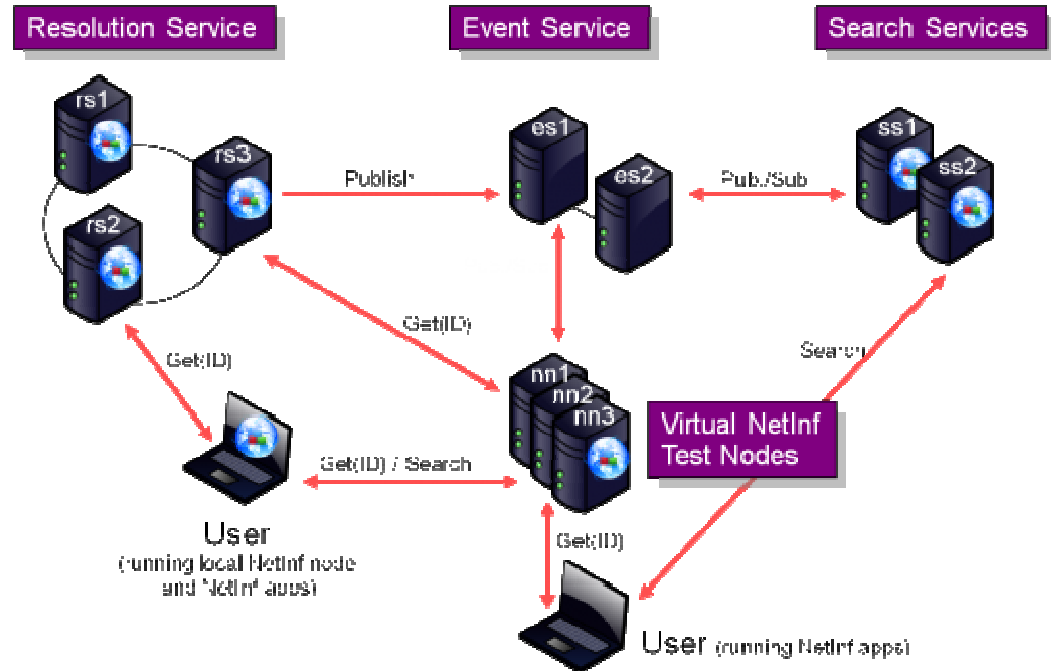 Resolution Service
Event Service
Search Services
rs1
rs3
rs2
es1
es2
ss1
ss2
Publish
Pub./Sub
Get(ID)
Get(ID)
Search
nn1
nn2
nn3
Virtual NetInf
Test Nodes
Get(ID) / Search
User
(running local NetInf node
and NetInf apps)
Get(ID)
User (running NetInf apps)